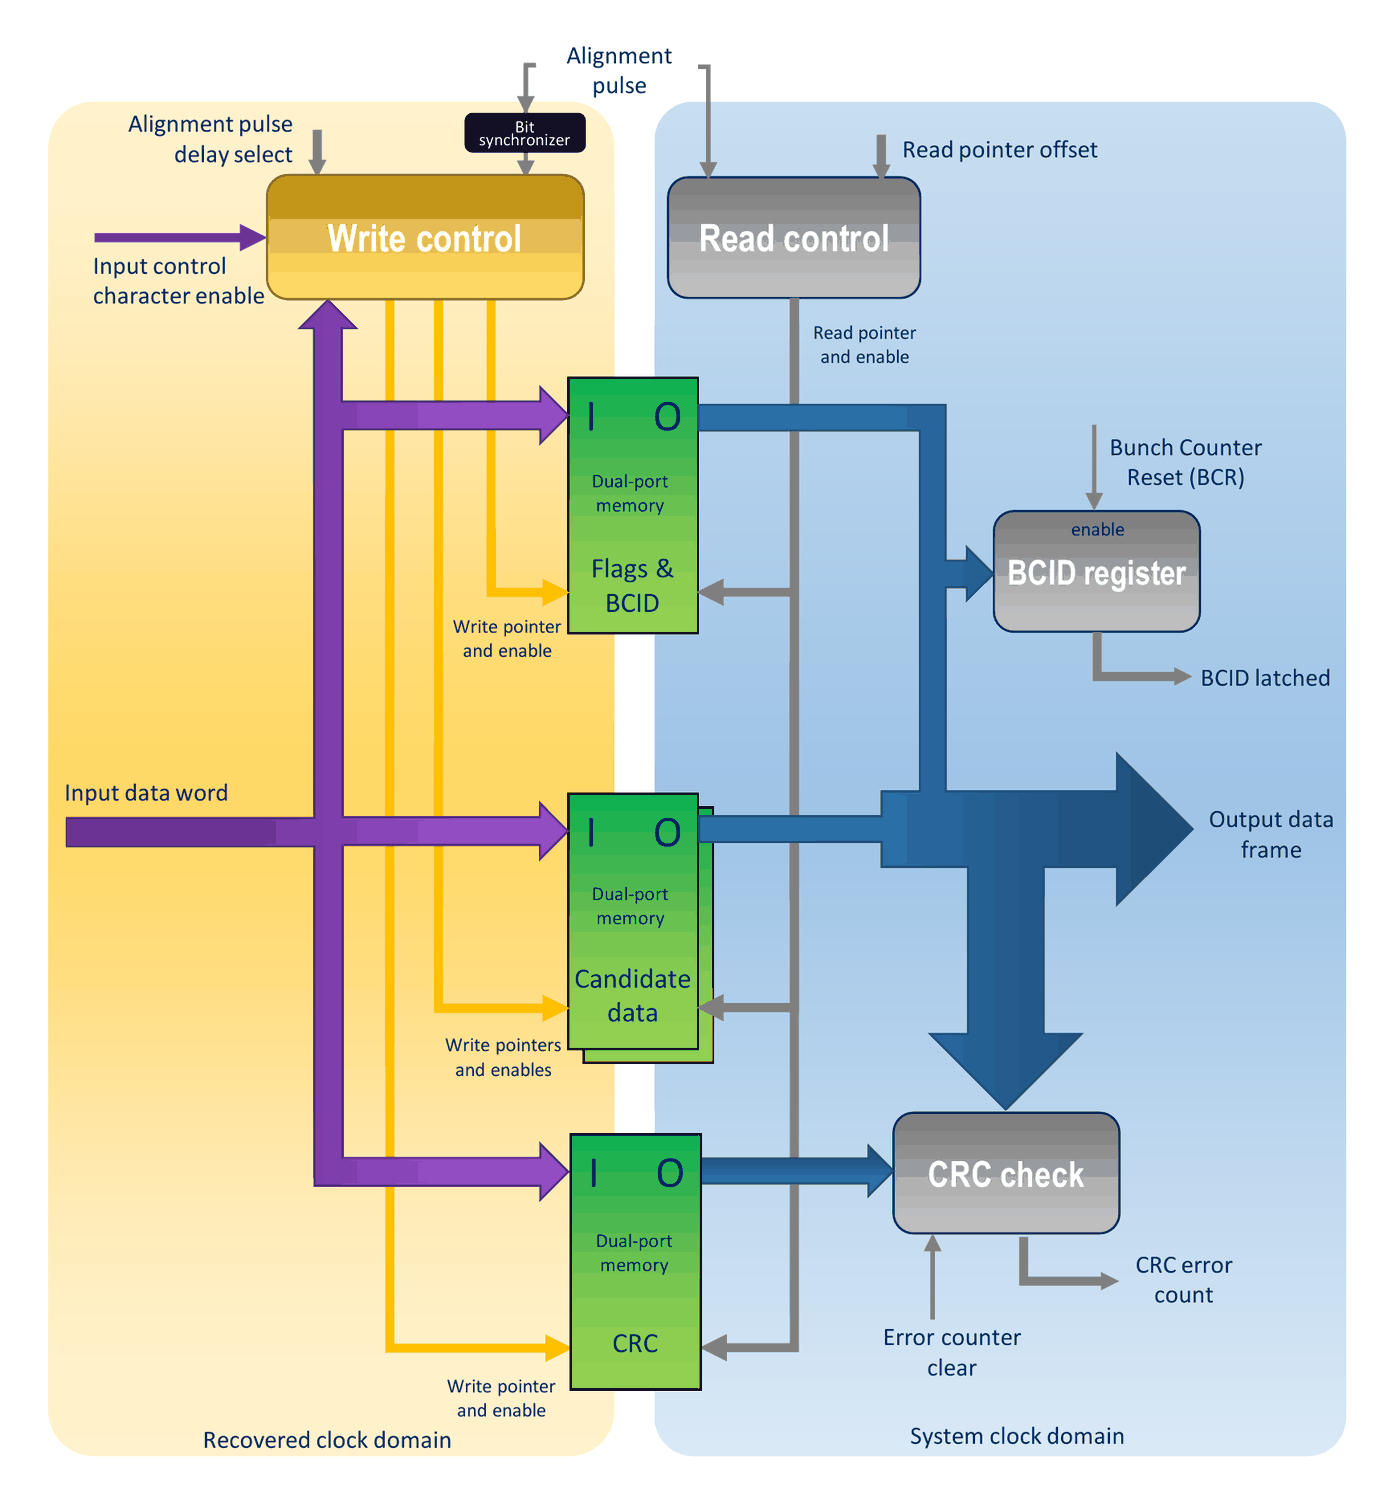 Alignment
pulse
Alignment pulse
delay select
Bit
synchronizer
Read pointer offset
Write control
Read control
Input control
character enable
Read pointer
and enable
I O
Dual-port
memory
Flags &
BCID
Write pointer
and enable
Bunch Counter
Reset (BCR)
enable
BCID register
BCID latched
Input data word
I O
Dual-port
memory
Candidate
data
Write pointers
and enables
Output data
frame
I O
Dual-port
memory
CRC
Write pointer
and enable
CRC check
CRC error
count
Error counter
clear
Recovered clock domain
System clock domain